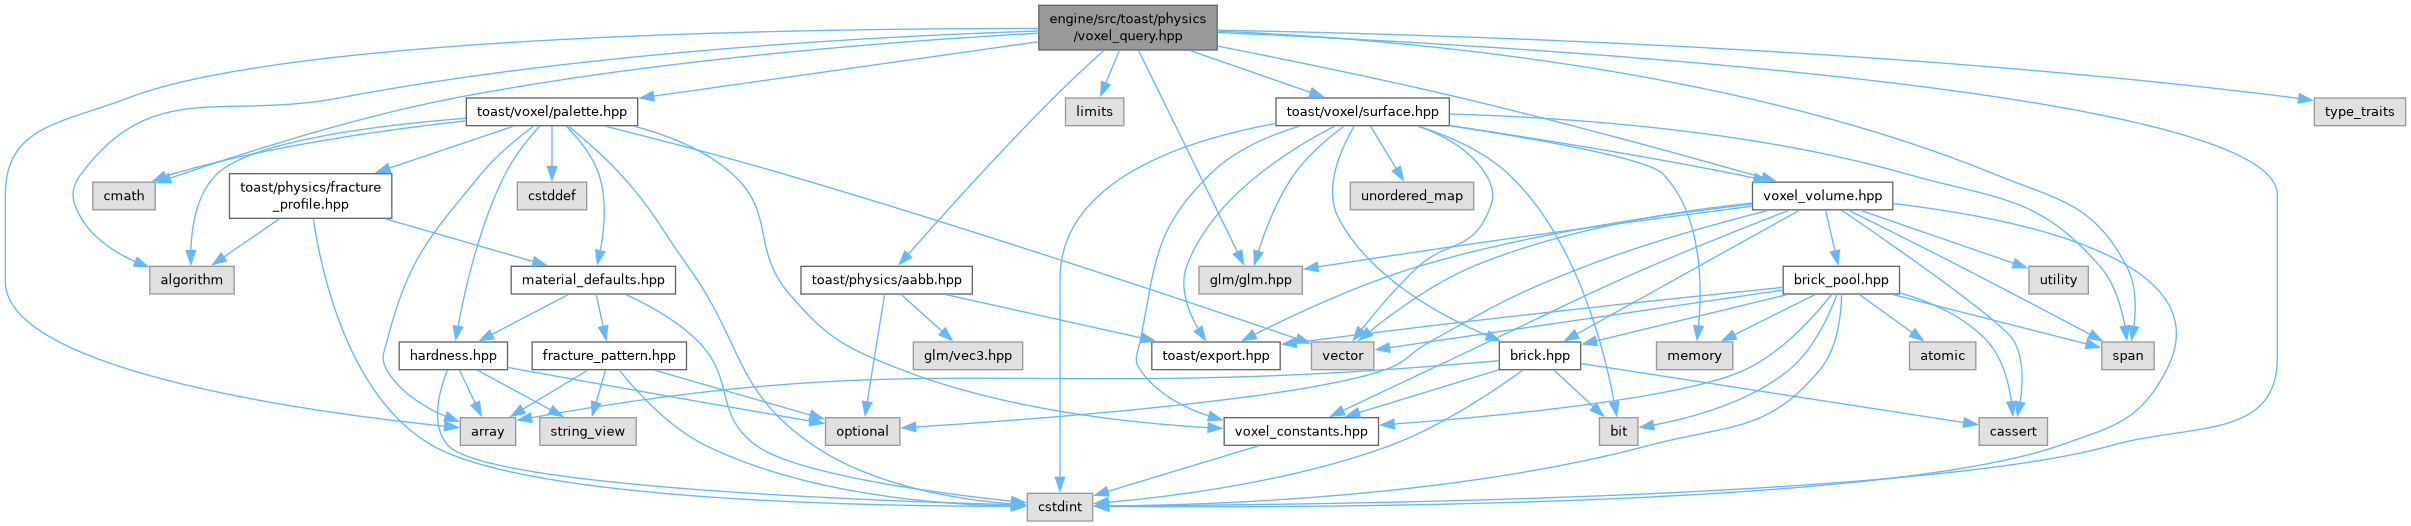 engine/src/toast/physics
/voxel_query.hpp
toast/voxel/palette.hpp
limits
toast/voxel/surface.hpp
type_traits
cmath
toast/physics/fracture
_profile.hpp
cstddef
unordered_map
voxel_volume.hpp
algorithm
material_defaults.hpp
toast/physics/aabb.hpp
glm/glm.hpp
brick_pool.hpp
utility
hardness.hpp
fracture_pattern.hpp
glm/vec3.hpp
toast/export.hpp
vector
brick.hpp
memory
atomic
span
array
string_view
optional
voxel_constants.hpp
bit
cassert
cstdint